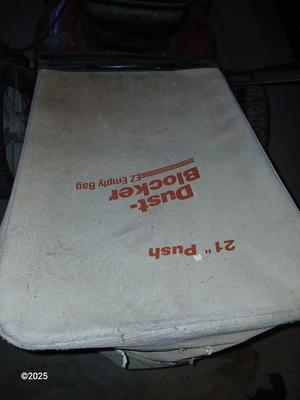 Dust-
Blocker
EZ Empty Bag
21" Push
©2025